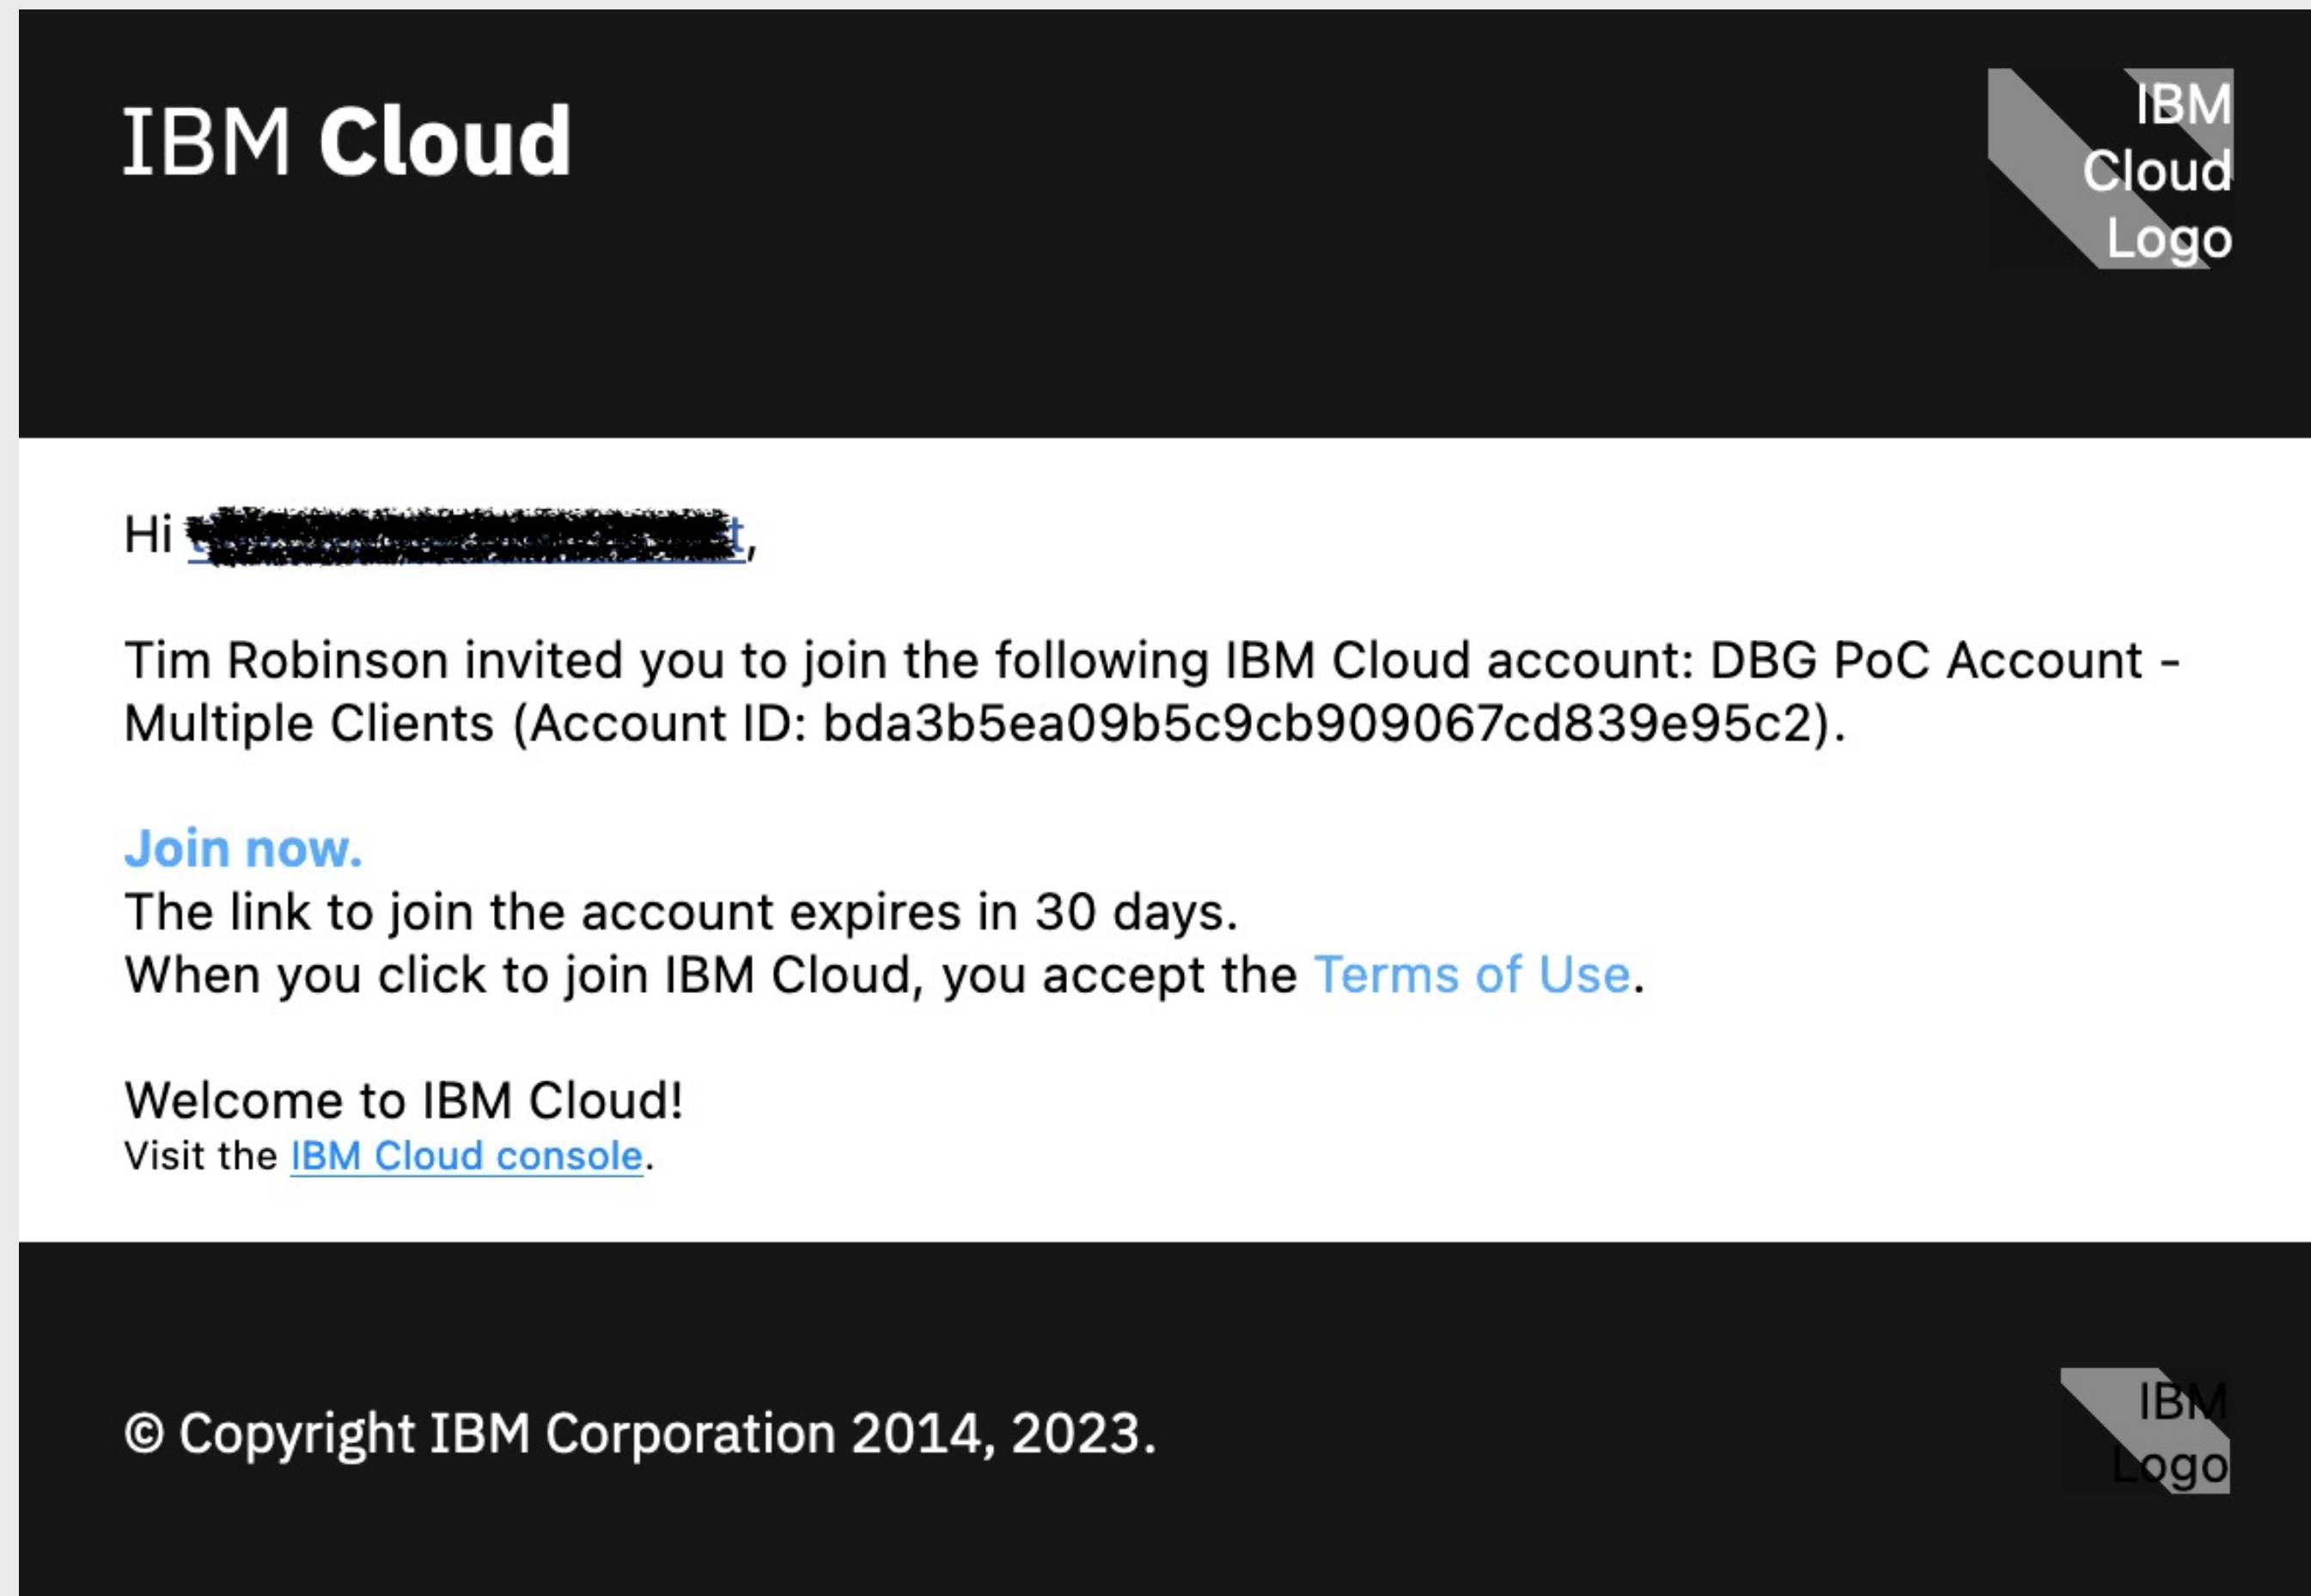 IBM Cloud
IBM
Cloud
Logo
Hi ,
Tim Robinson invited you to join the following IBM Cloud account: DBG PoC Account -
Multiple Clients (Account ID: bda3b5ea09b5c9cb909067cd839e95c2).
Join now.
The link to join the account expires in 30 days.
When you click to join IBM Cloud, you accept the Terms of Use.
Welcome to IBM Cloud!
Visit the IBM Cloud console.
© Copyright IBM Corporation 2014, 2023.
IBM
Logo